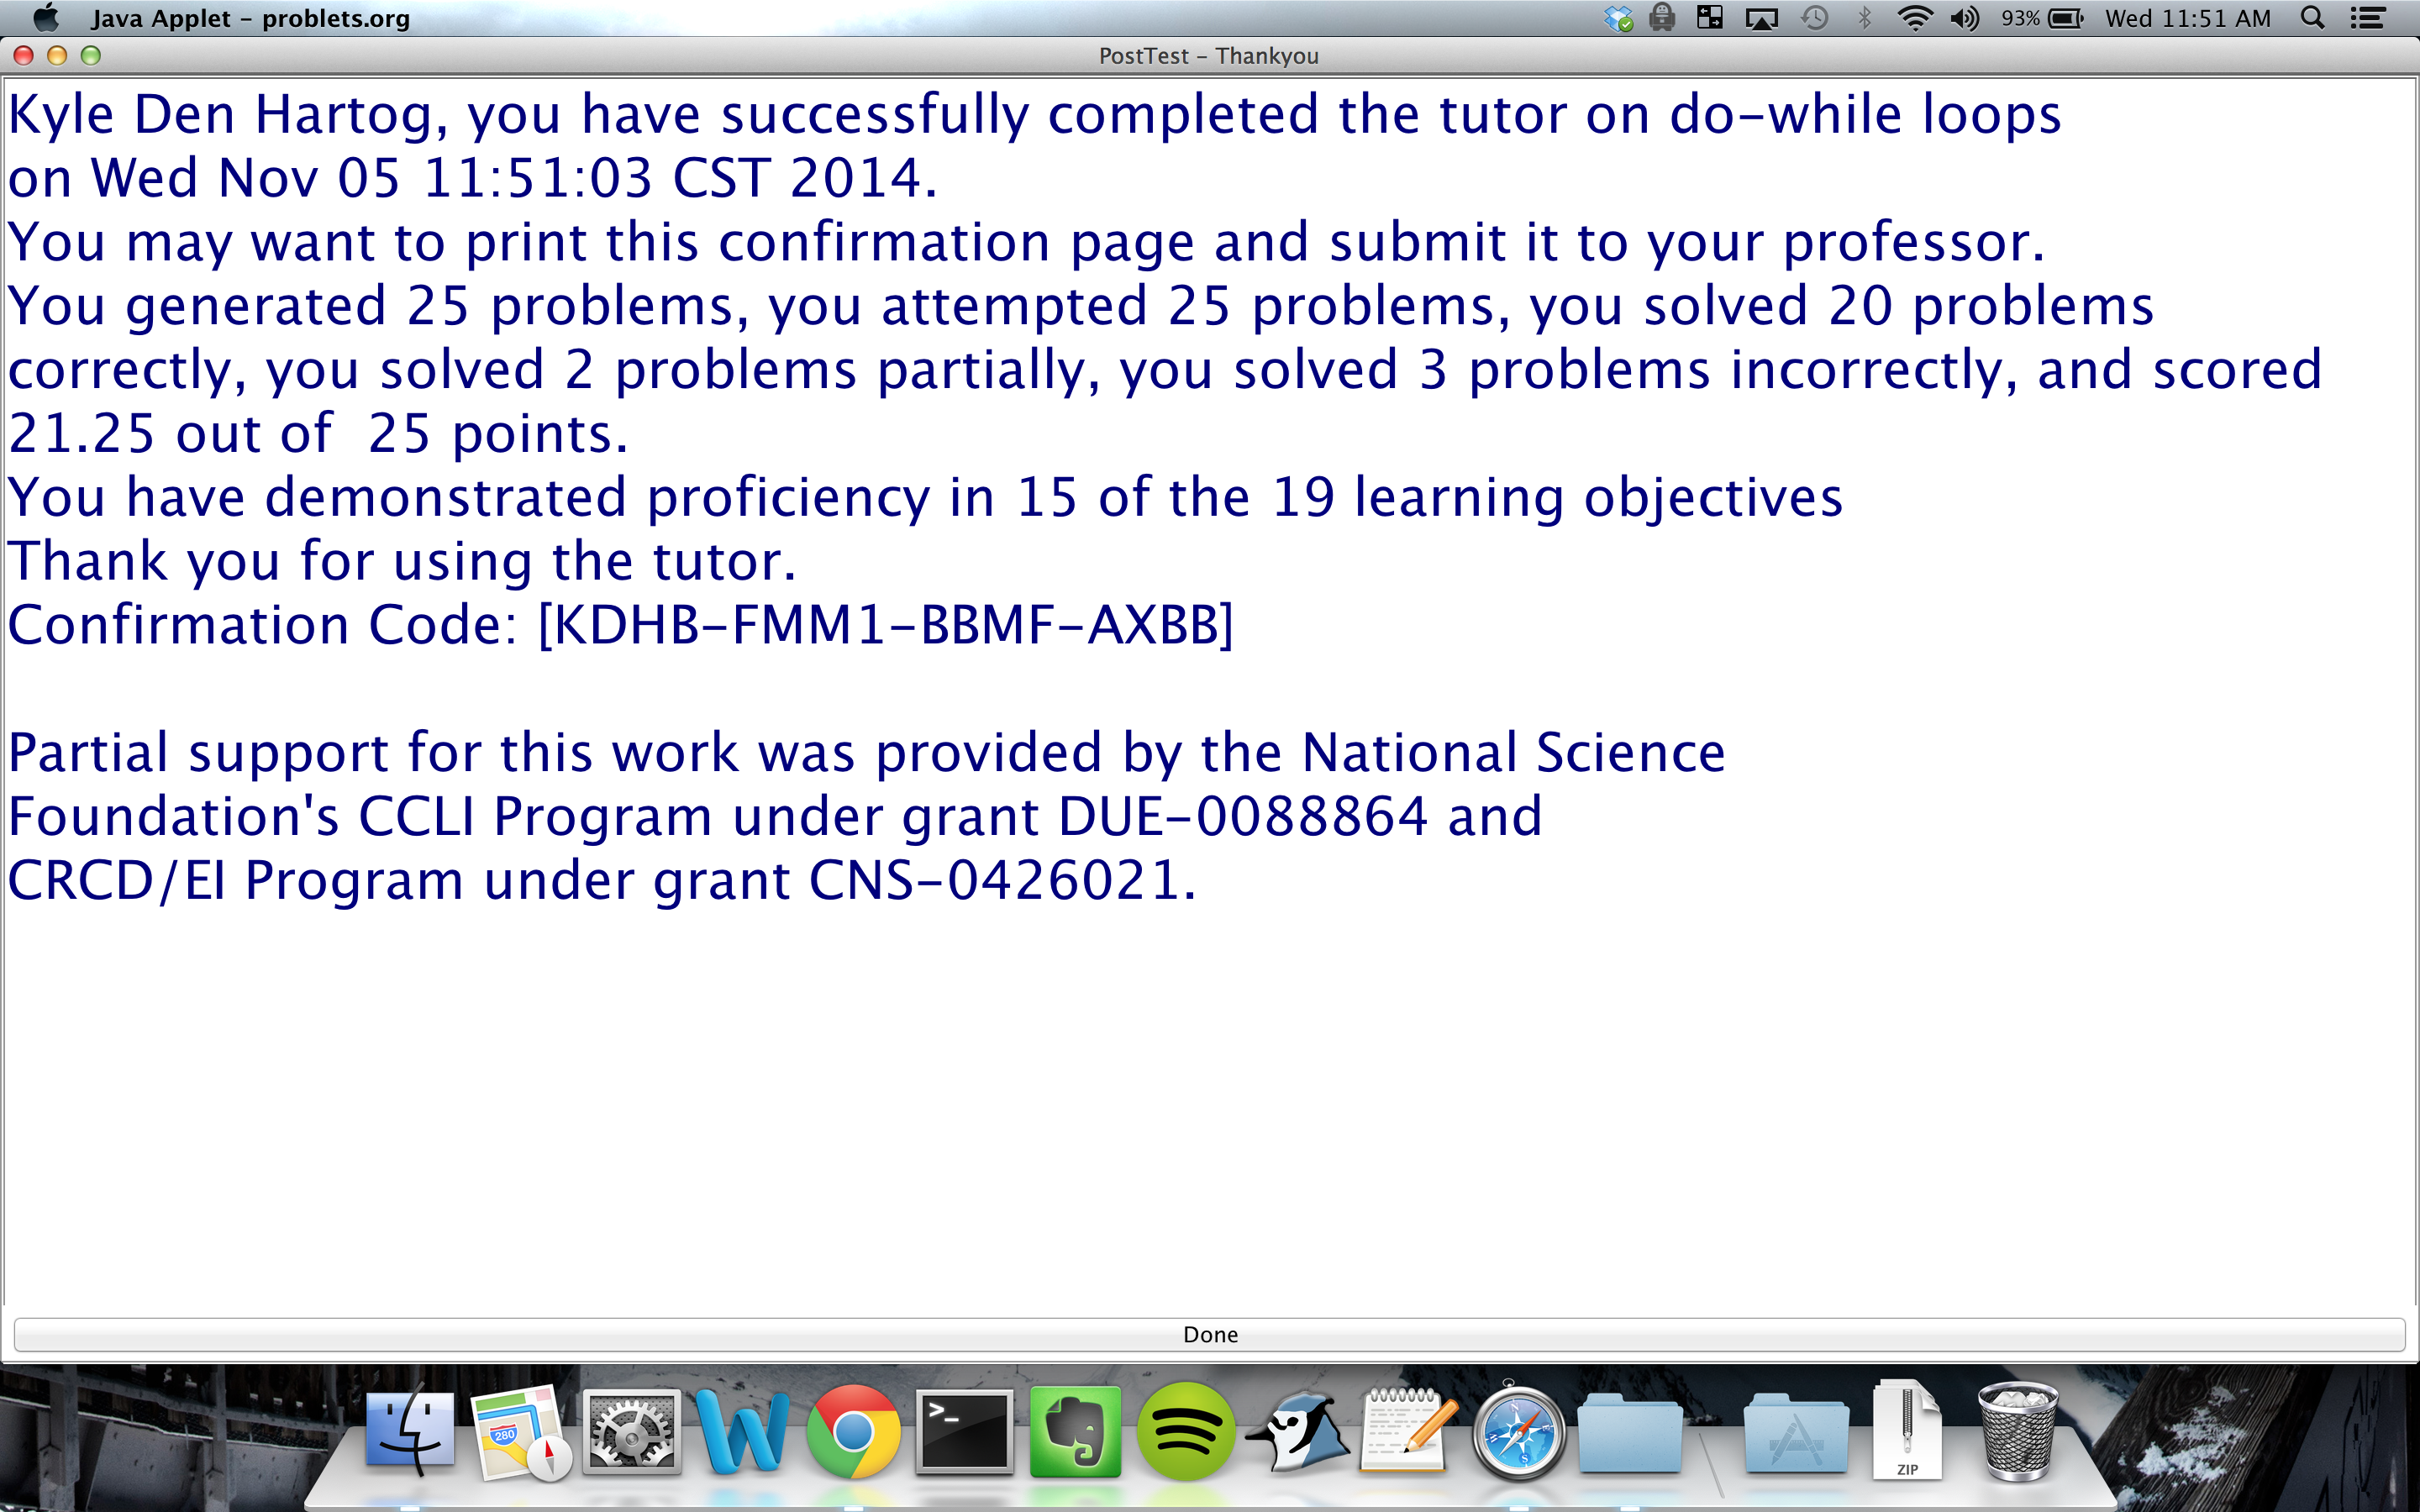 Java Applet – problets.org
93%
Wed 11:51 AM
PostTest – Thankyou
Kyle Den Hartog, you have successfully completed the tutor on do–while loops
on Wed Nov 05 11:51:03 CST 2014.
You may want to print this confirmation page and submit it to your professor.
You generated 25 problems, you attempted 25 problems, you solved 20 problems
correctly, you solved 2 problems partially, you solved 3 problems incorrectly, and scored
21.25 out of  25 points.
You have demonstrated proficiency in 15 of the 19 learning objectives
Thank you for using the tutor.
Confirmation Code: [KDHB–FMM1–BBMF–AXBB]
Partial support for this work was provided by the National Science
Foundation's CCLI Program under grant DUE–0088864 and
CRCD/EI Program under grant CNS–0426021.
Done
280
>_
ZIP